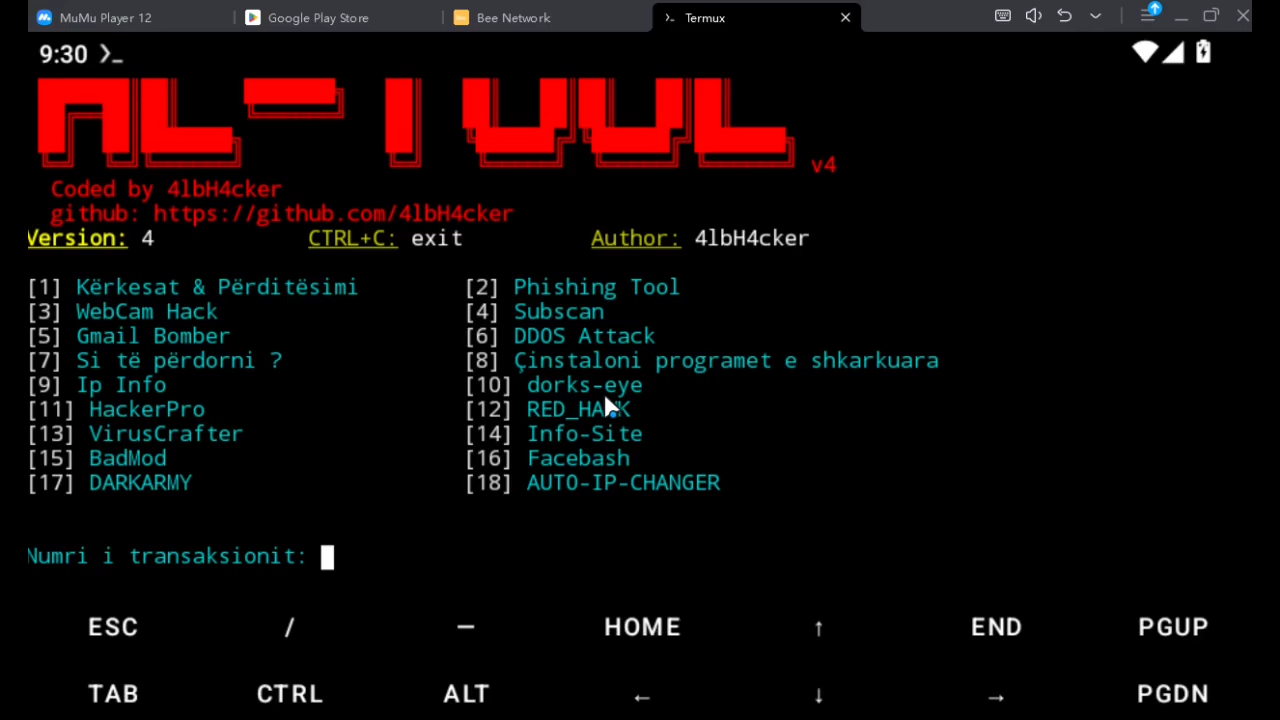 MuMu Player 12
Google Play Store
Bee Network
Termux
9:30
AL-TOOL
v4
Coded by 4lbH4cker
github: https://github.com/4lbH4cker
Version: 4 CTRL+C: exit Author: 4lbH4cker
[1] Kërkesat & Përditësimi [2] Phishing Tool
[3] WebCam Hack [4] Subscan
[5] Gmail Bomber [6] DDOS Attack
[7] Si të përdorni ? [8] Çinstaloni programet e shkarkuara
[9] Ip Info [10] dorks-eye
[11] HackerPro [12] RED_HAWK
[13] VirusCrafter [14] Info-Site
[15] BadMod [16] Facebash
[17] DARKARMY [18] AUTO-IP-CHANGER
Numri i transaksionit:
ESC / — HOME ↑ END PGUP
TAB CTRL ALT ← ↓ → PGDN